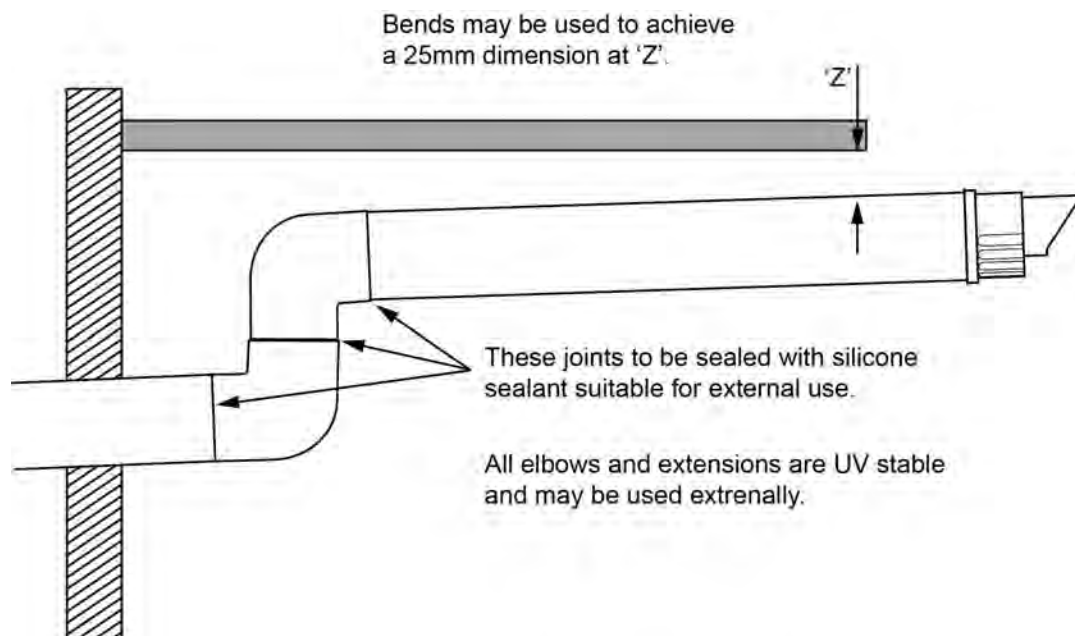 Bends may be used to achieve
a 25mm dimension at ‘Z’.
‘Z’
These joints to be sealed with silicone
sealant suitable for external use.
All elbows and extensions are UV stable
and may be used extrenally.